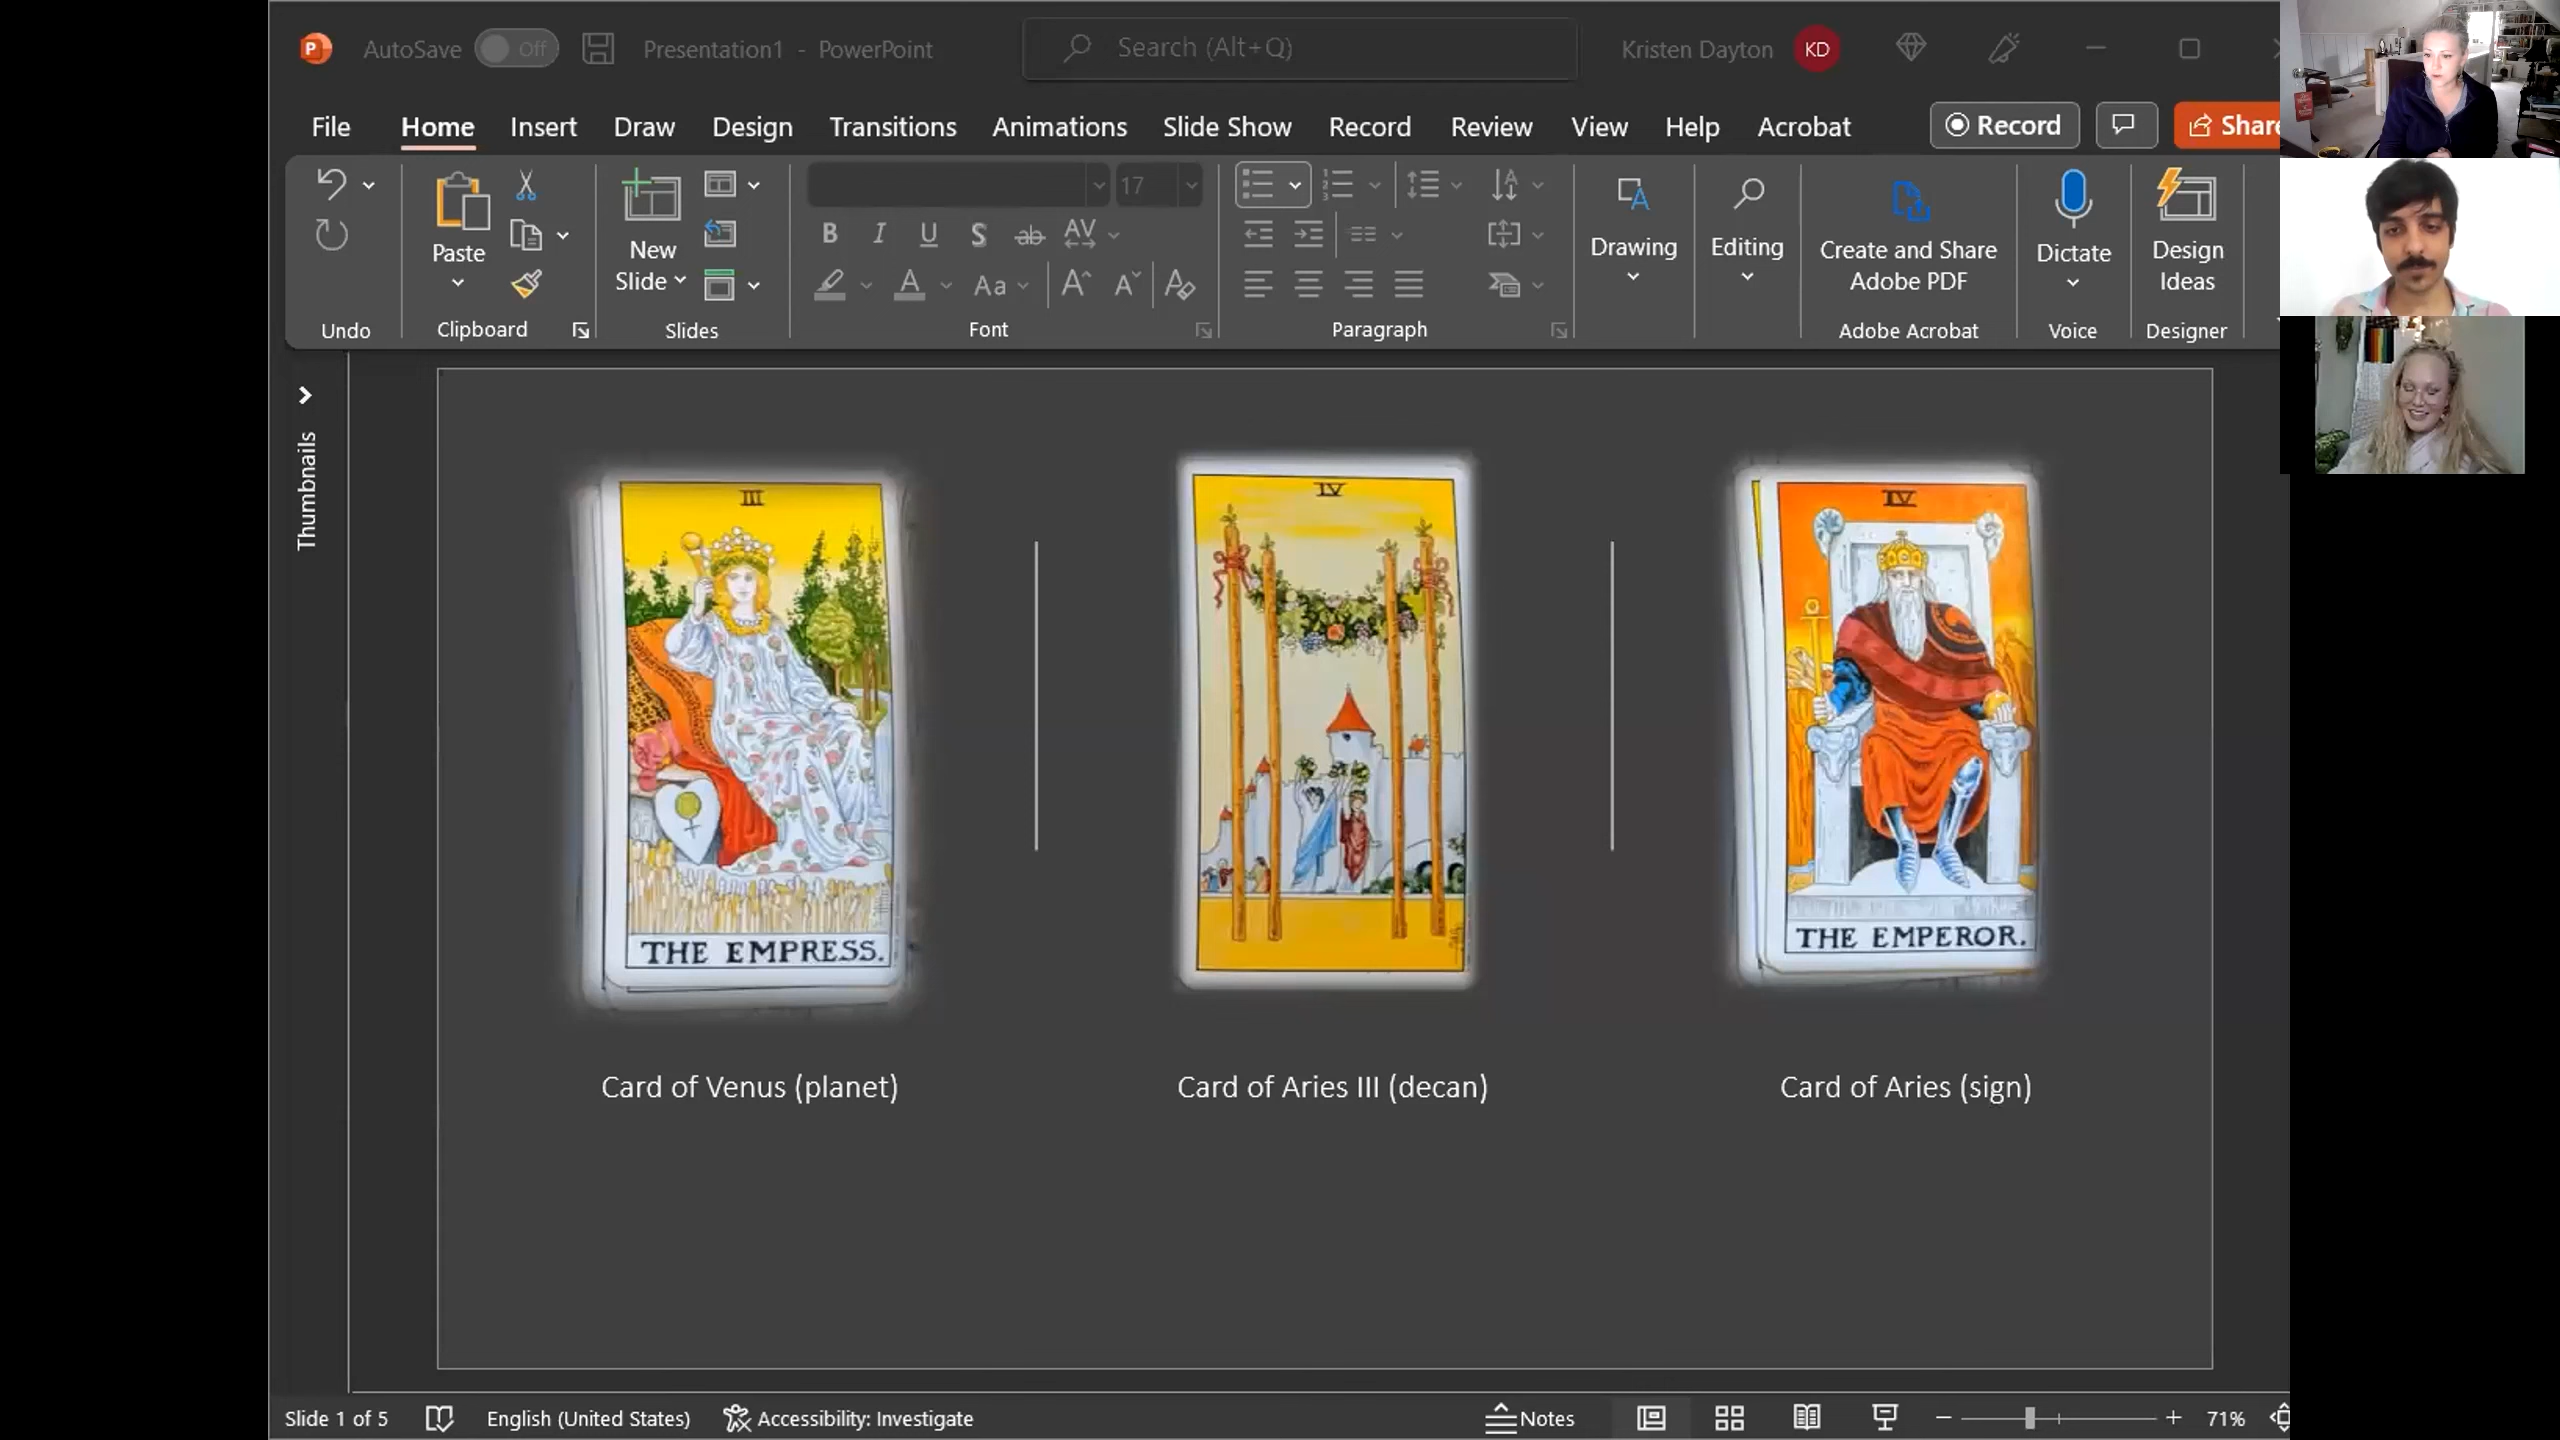 AutoSave Off Presentation1 - PowerPoint Search (Alt+Q) Kristen Dayton KD
File Home Insert Draw Design Transitions Animations Slide Show Record Review View Help Acrobat Record Share
17
B I U S ab AV
Paste New Slide Drawing Editing Create and Share Adobe PDF Dictate Design Ideas
Aa A A
Undo Clipboard Slides Font Paragraph Adobe Acrobat Voice Designer
Thumbnails
III
THE EMPRESS.
IV
IV
THE EMPEROR.
Card of Venus (planet)
Card of Aries III (decan)
Card of Aries (sign)
Slide 1 of 5 English (United States) Accessibility: Investigate Notes 71%